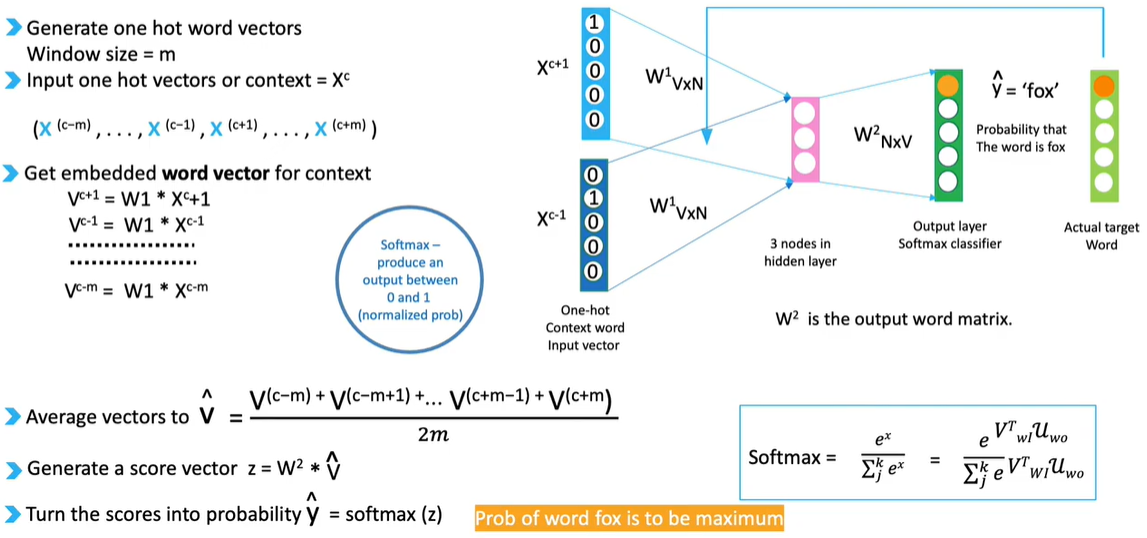 Generate one hot word vectors
Window size = m
Input one hot vectors or context = Xᶜ
(X ⁽ᶜ⁻ᵐ⁾ , . . . , X ⁽ᶜ⁻¹⁾ , X ⁽ᶜ⁺¹⁾ , . . . , X ⁽ᶜ⁺ᵐ⁾ )
Get embedded word vector for context
Vᶜ⁺¹ = W1 * Xᶜ+1
Vᶜ⁻¹ = W1 * Xᶜ⁻¹
Vᶜ⁻ᵐ = W1 * Xᶜ⁻ᵐ
Softmax –
produce an
output between
0 and 1
(normalized prob)
Xᶜ⁺¹
1
0
0
0
0
W¹VxN
Xᶜ⁻¹
0
1
0
0
0
W¹VxN
One-hot
Context word
Input vector
3 nodes in
hidden layer
W²NxV
Output layer
Softmax classifier
ŷ = ‘fox’
Probability that
The word is fox
Actual target
Word
W² is the output word matrix.
Average vectors to V̂ = V(c−m) + V(c−m+1) +... V(c+m−1) + V(c+m)
2m
Generate a score vector z = W² * V̂
Turn the scores into probability ŷ = softmax (z)
Prob of word fox is to be maximum
Softmax = eˣ / ∑ᵏⱼ eˣ = e Vᵀ_wI 𝒰_wo / ∑ᵏⱼ e Vᵀ_WI 𝒰_wo